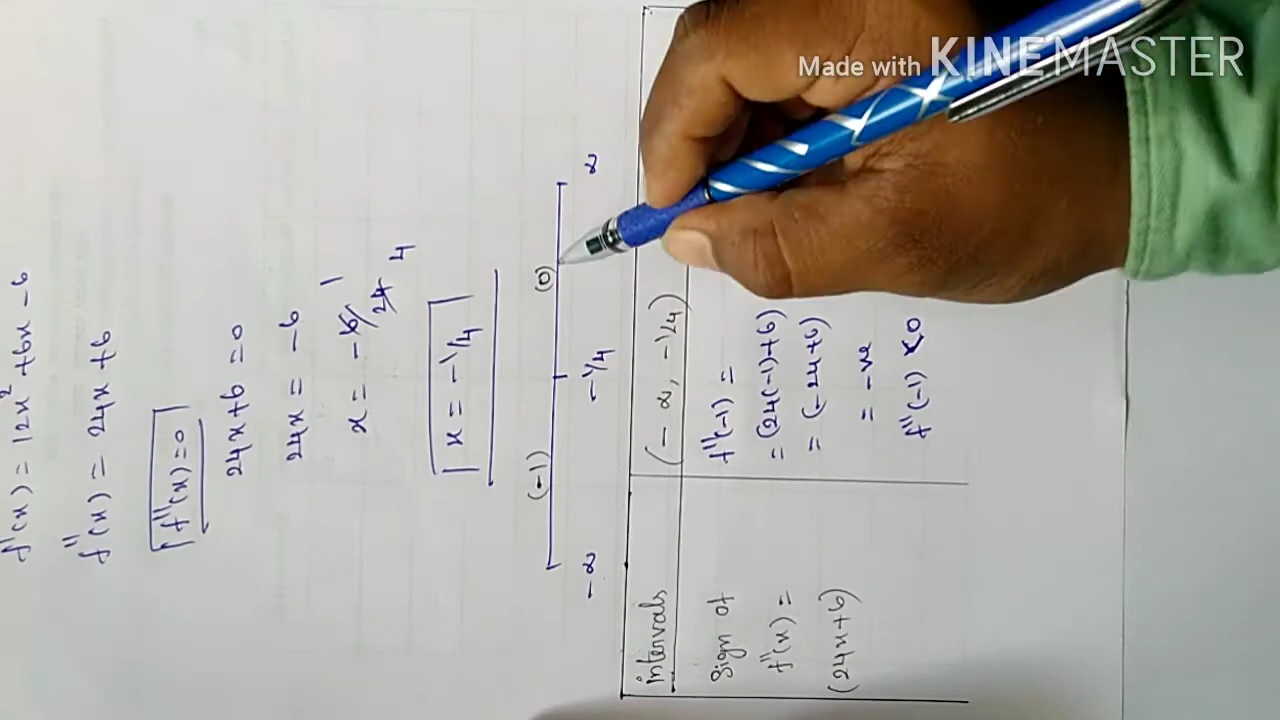 Made with KINEMASTER
f'(x) = 12x² + 6x - 6
f''(x) = 24x + 6
f''(x) = 0
24x + 6 = 0
24x = -6
x = -6/24 1 4
x = -1/4
(-1) (0)
-∞ -1/4 ∞
intervals (-∞, -1/4)
Sign of f''(-1) =
f''(x) = = (24(-1)+6)
(24x+6) = (-24+6)
= -ve
f''(-1) < 0